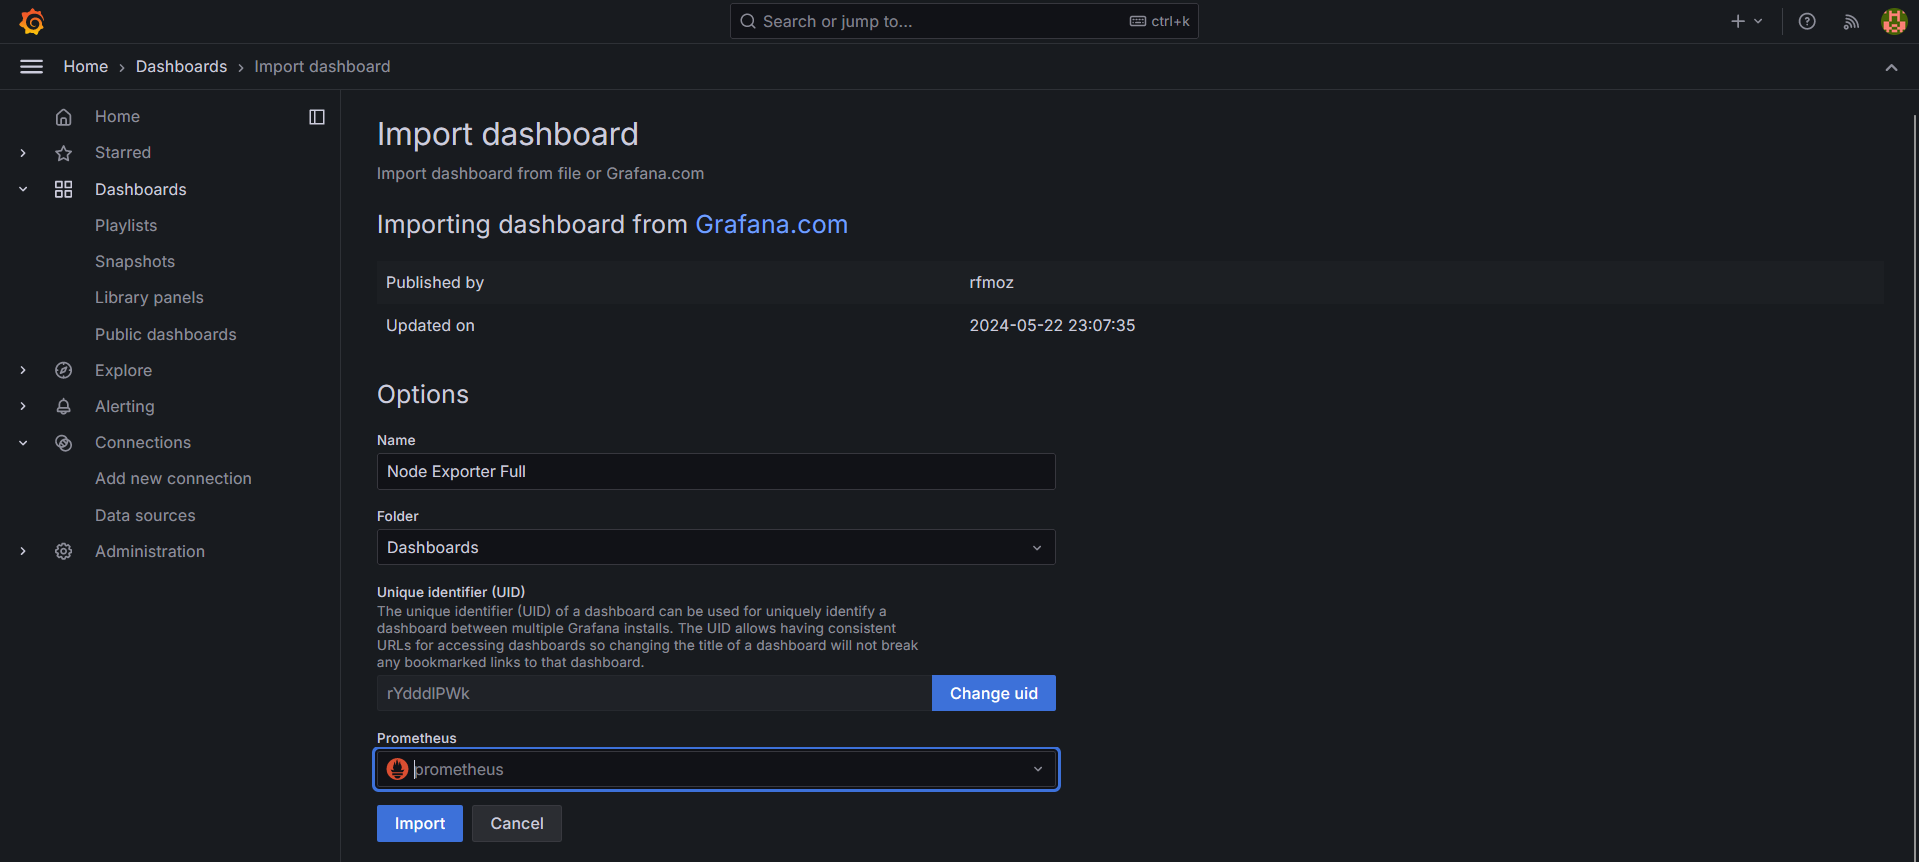 Search or jump to...
ctrl+k
Home
Dashboards
Import dashboard
Home
Starred
Dashboards
Playlists
Snapshots
Library panels
Public dashboards
Explore
Alerting
Connections
Add new connection
Data sources
Administration
Import dashboard
Import dashboard from file or Grafana.com
Importing dashboard from Grafana.com
Published by rfmoz
Updated on 2024-05-22 23:07:35
Options
Name
Node Exporter Full
Folder
Dashboards
Unique identifier (UID)
The unique identifier (UID) of a dashboard can be used for uniquely identify a
dashboard between multiple Grafana installs. The UID allows having consistent
URLs for accessing dashboards so changing the title of a dashboard will not break
any bookmarked links to that dashboard.
rYdddlPWk
Change uid
Prometheus
prometheus
Import
Cancel